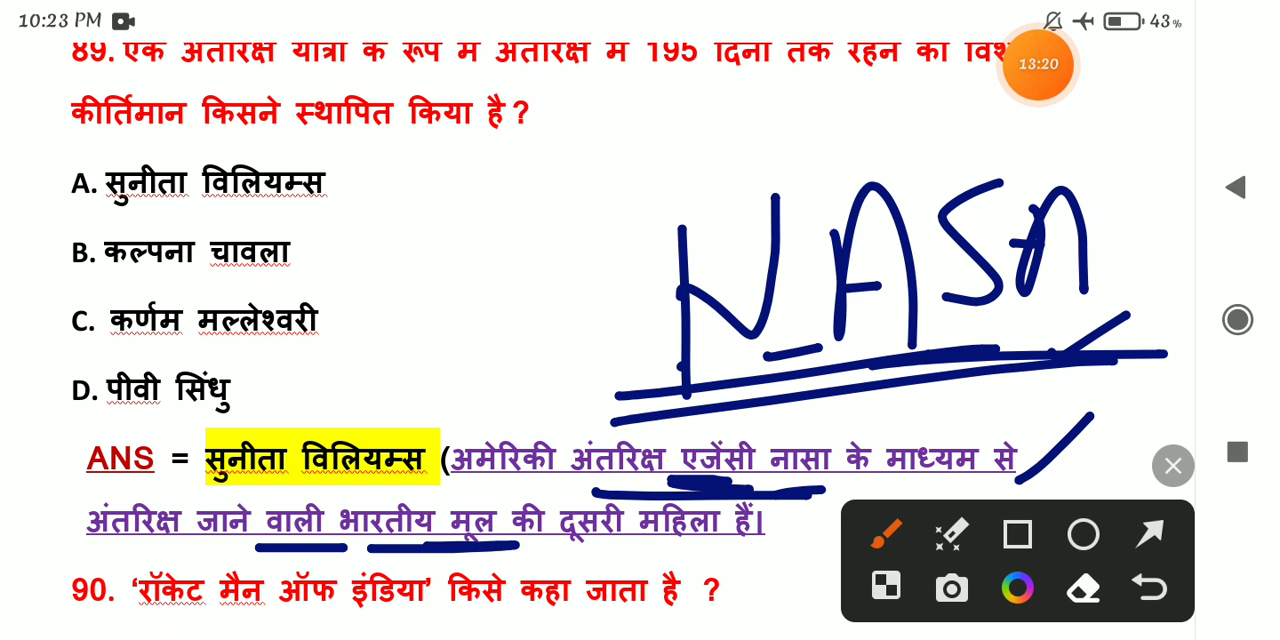 10:23 PM 43%
89. एक अंतरिक्ष यात्री के रूप में अंतरिक्ष में 195 दिनों तक रहने का विश
13:20
कीर्तिमान किसने स्थापित किया है ?
A. सुनीता विलियम्स
B. कल्पना चावला
C. कर्णम मल्लेश्वरी
D. पीवी सिंधु
NASA
ANS = सुनीता विलियम्स (अमेरिकी अंतरिक्ष एजेंसी नासा के माध्यम से
अंतरिक्ष जाने वाली भारतीय मूल की दूसरी महिला हैं।
90. ‘रॉकेट मैन ऑफ इंडिया’ किसे कहा जाता है ?